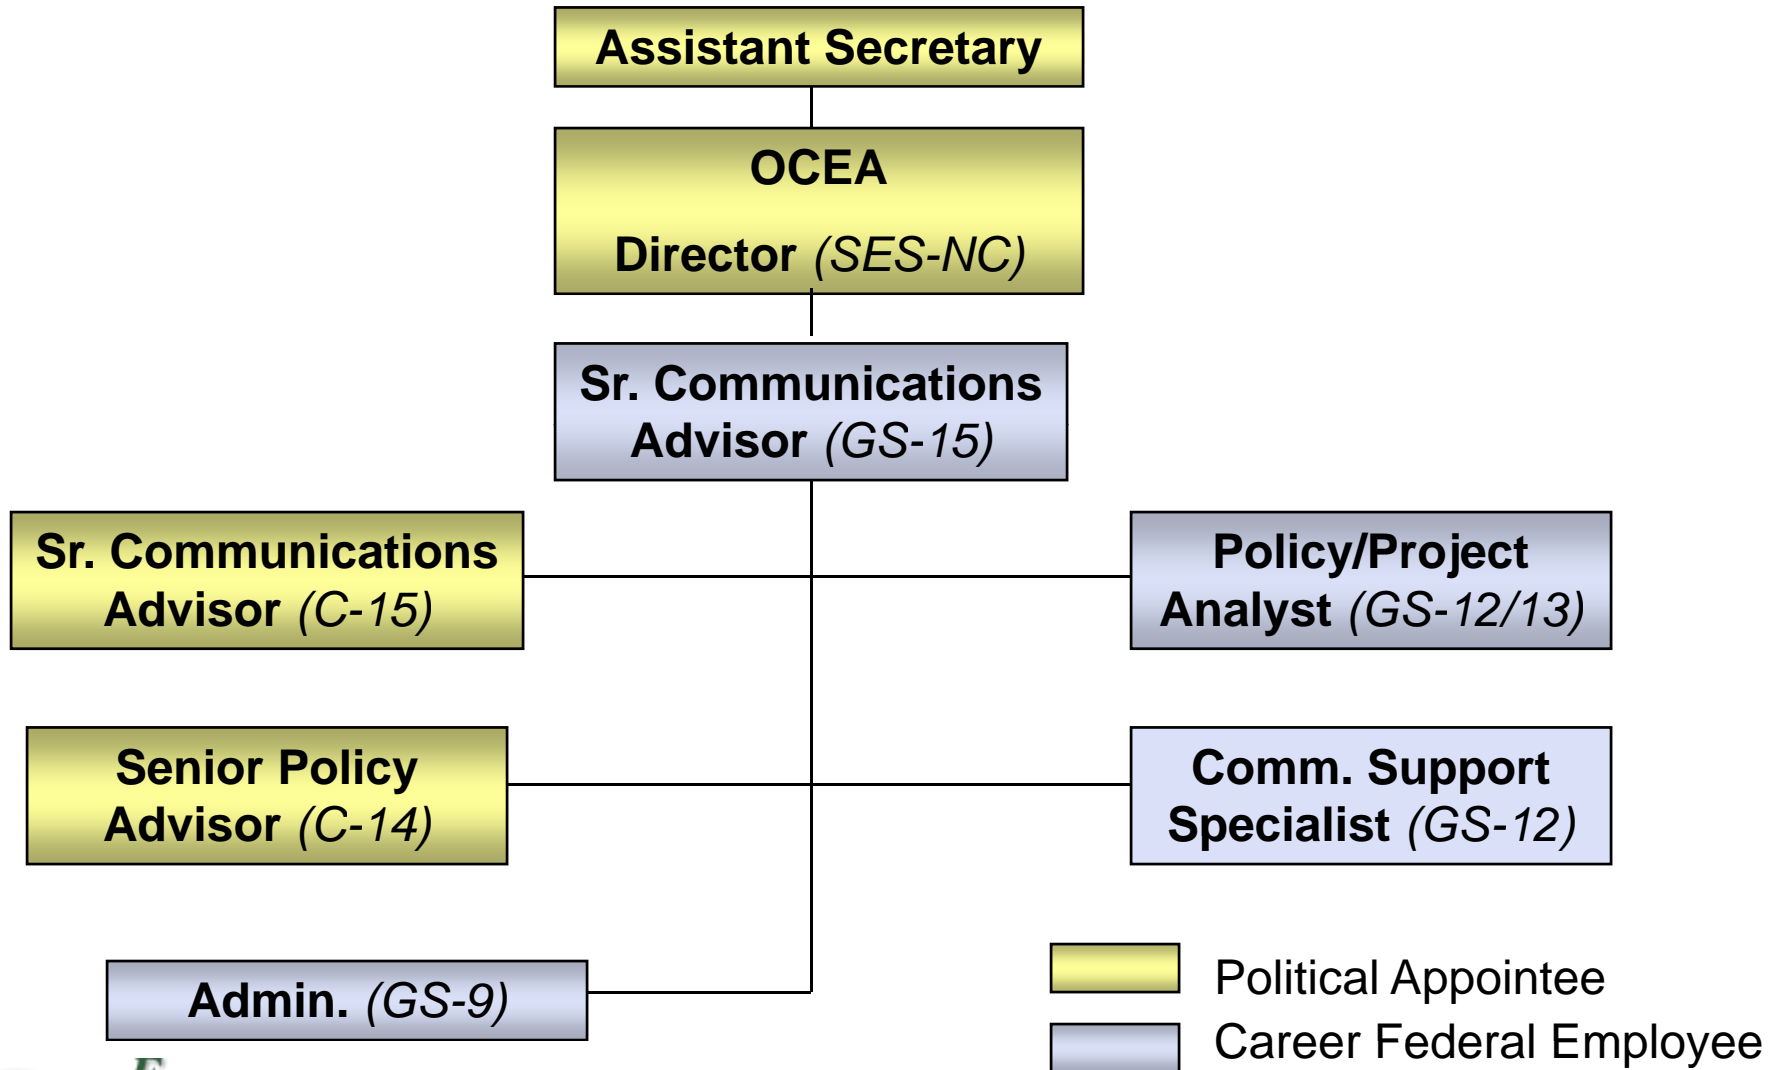 Assistant Secretary
OCEA
Director (SES-NC)
Sr. Communications
Advisor (GS-15)
Sr. Communications
Advisor (C-15)
Policy/Project
Analyst (GS-12/13)
Senior Policy
Advisor (C-14)
Comm. Support
Specialist (GS-12)
Admin. (GS-9)
Political Appointee
Career Federal Employee